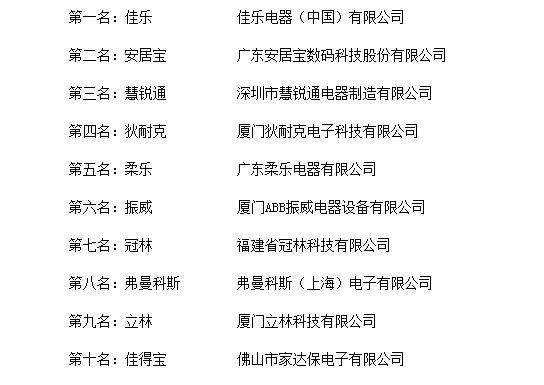 第一名：佳乐 佳乐电器（中国）有限公司
第二名：安居宝 广东安居宝数码科技股份有限公司
第三名：慧锐通 深圳市慧锐通电器制造有限公司
第四名：狄耐克 厦门狄耐克电子科技有限公司
第五名：柔乐 广东柔乐电器有限公司
第六名：振威 厦门ABB振威电器设备有限公司
第七名：冠林 福建省冠林科技有限公司
第八名：弗曼科斯 弗曼科斯（上海）电子有限公司
第九名：立林 厦门立林科技有限公司
第十名：佳得宝 佛山市家达保电子有限公司